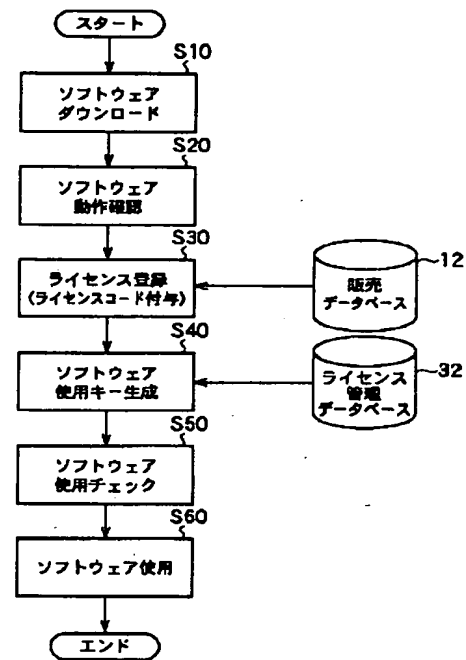 スタート
S10
ソフトウェア
ダウンロード
S20
ソフトウェア
動作確認
S30
ライセンス登録
(ライセンスコード付与)
12
販売
データベース
S40
ソフトウェア
使用キー生成
32
ライセンス
管理
データベース
S50
ソフトウェア
使用チェック
S60
ソフトウェア使用
エンド